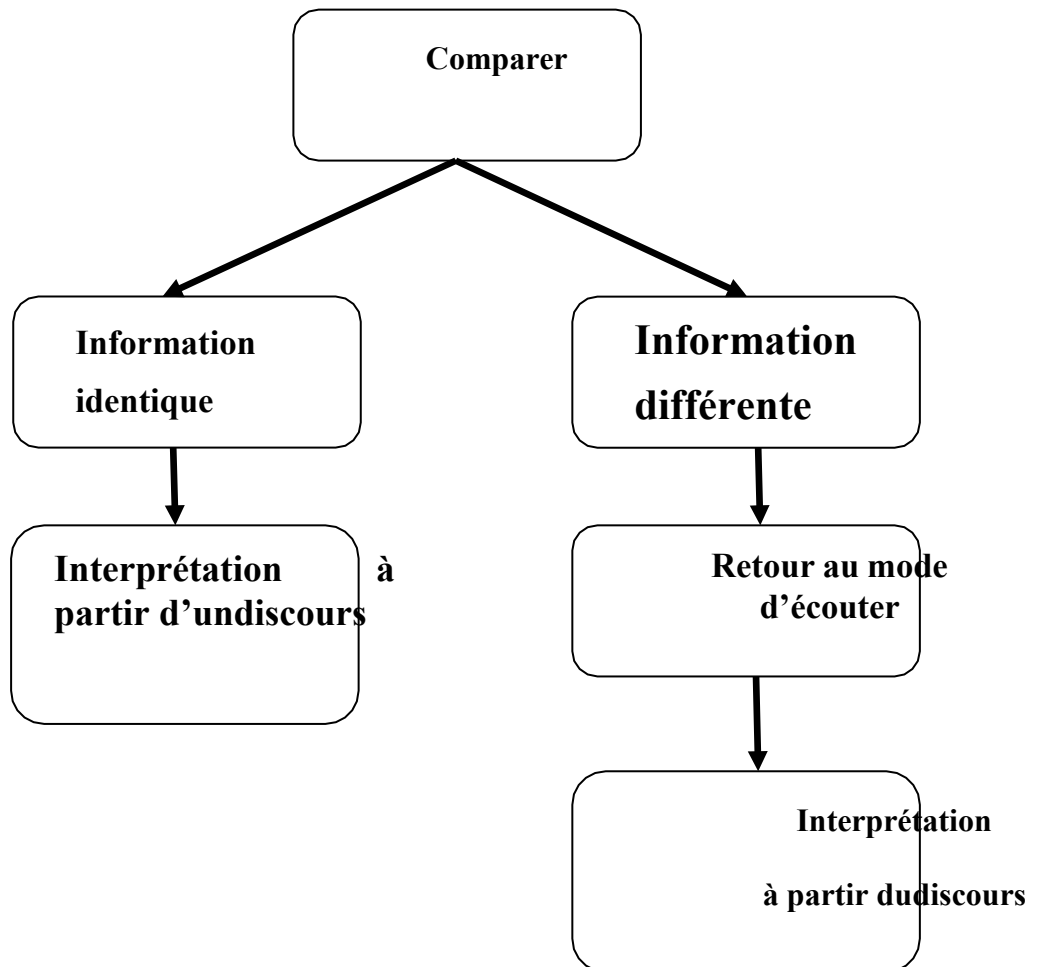 Comparer
Information
identique
Information
différente
Interprétation à
partir d’undiscours
Retour au mode
d’écouter
Interprétation
à partir dudiscours